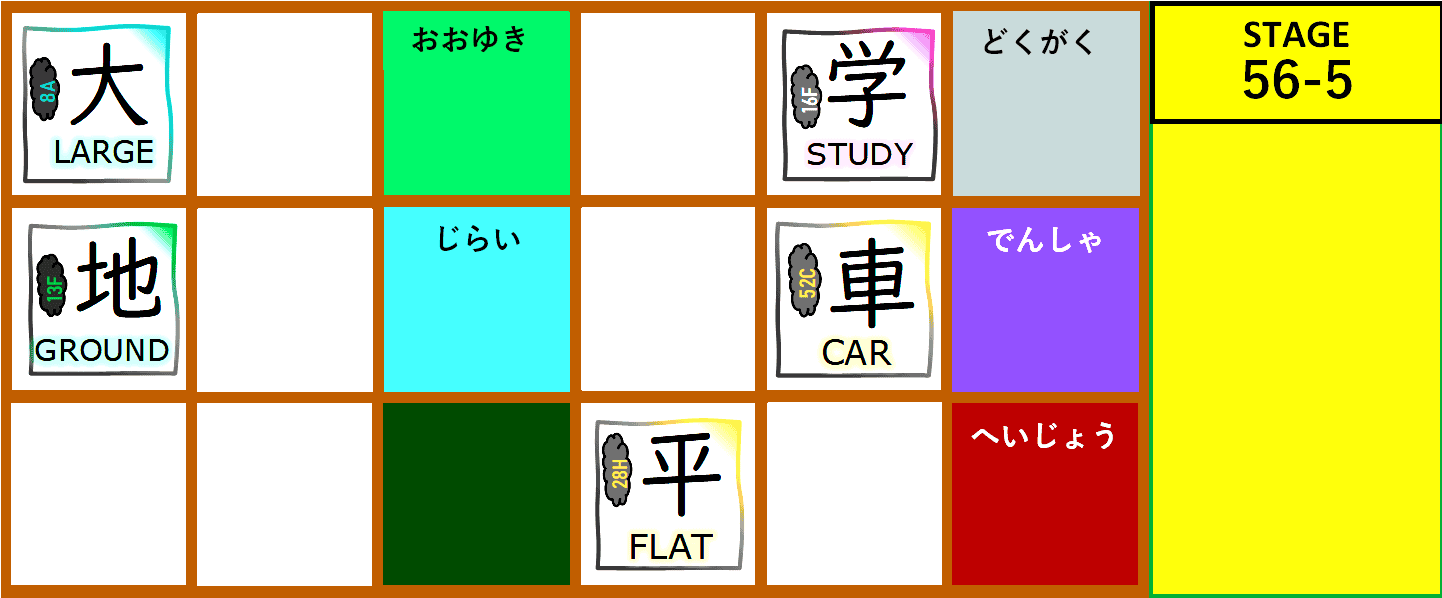 大
8A
LARGE
おおゆき
学
16F
STUDY
どくがく
STAGE
56-5
地
13F
GROUND
じらい
車
52C
CAR
でんしゃ
平
28H
FLAT
へいじょう